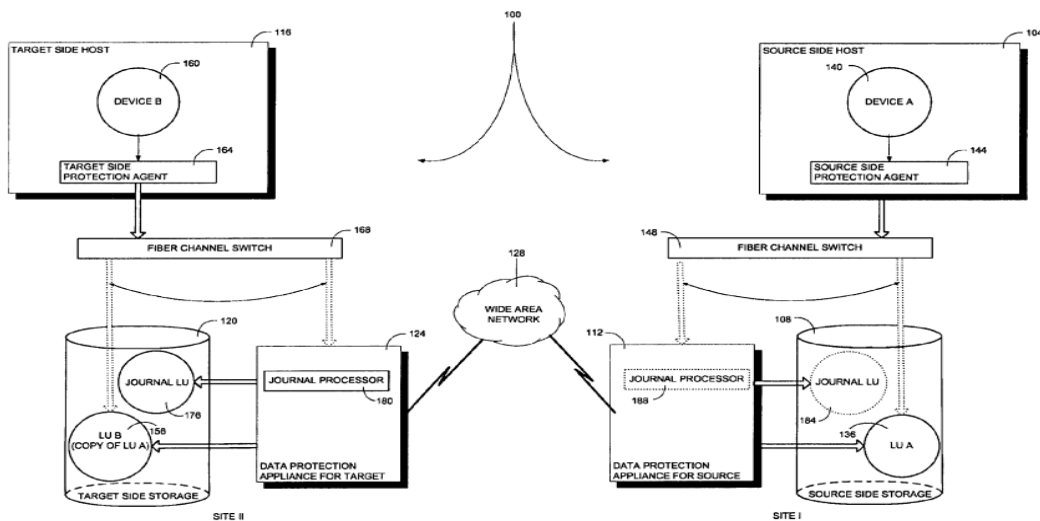 100
116
TARGET SIDE HOST
160
DEVICE B
164
TARGET SIDE
PROTECTION AGENT
104
SOURCE SIDE HOST
140
DEVICE A
144
SOURCE SIDE
PROTECTION AGENT
168
FIBER CHANNEL SWITCH
148
FIBER CHANNEL SWITCH
128
WIDE AREA
NETWORK
120
JOURNAL LU
176
156
LU B
(COPY OF LU A)
TARGET SIDE STORAGE
124
JOURNAL PROCESSOR
180
DATA PROTECTION
APPLIANCE FOR TARGET
SITE II
112
JOURNAL PROCESSOR
188
DATA PROTECTION
APPLIANCE FOR SOURCE
108
JOURNAL LU
184
136
LU A
SOURCE SIDE STORAGE
SITE I